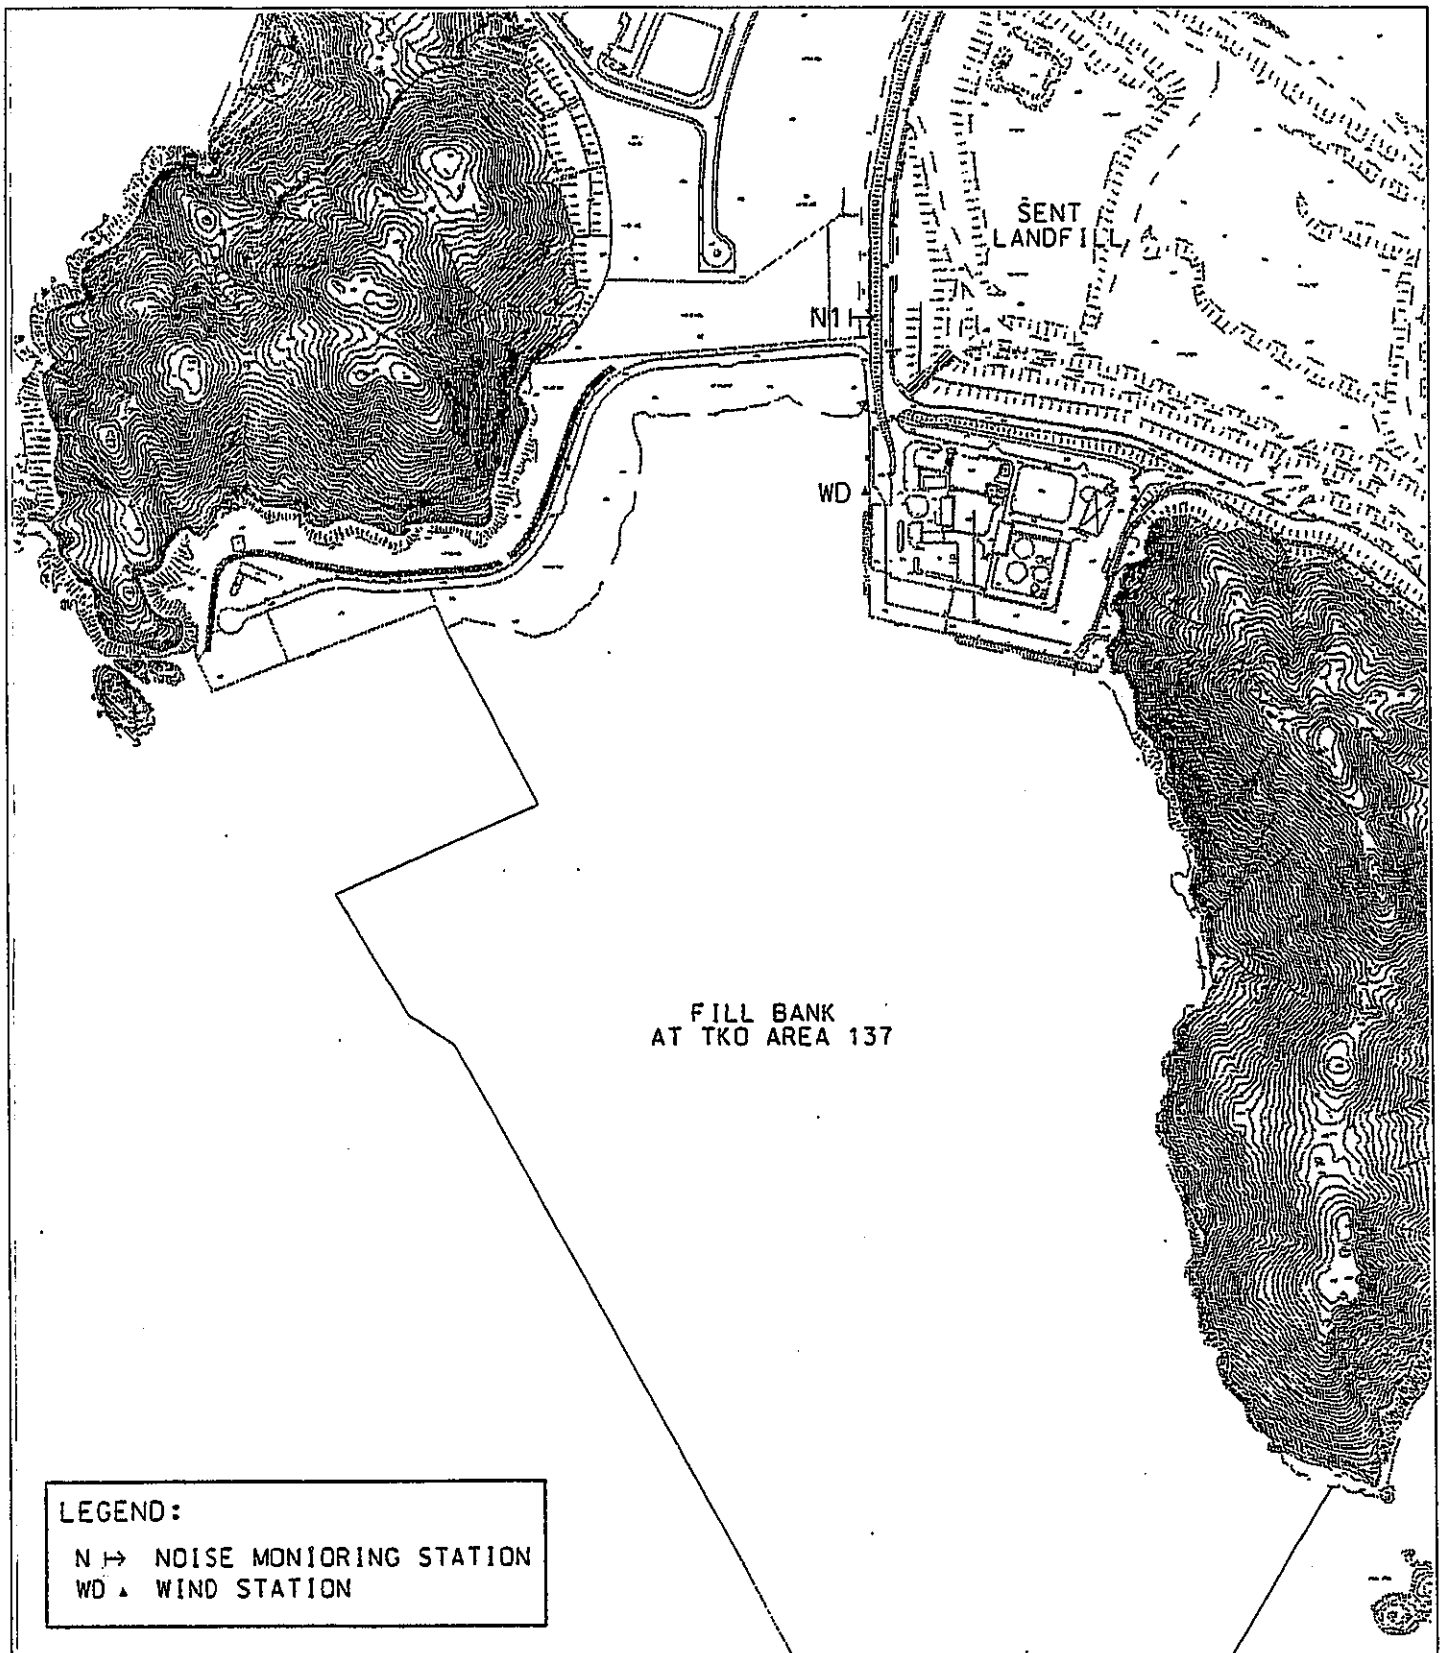 SENT
LANDFILL
N1
WD
FILL BANK
AT TKO AREA 137
LEGEND:
N NOISE MONIORING STATION
WD WIND STATION